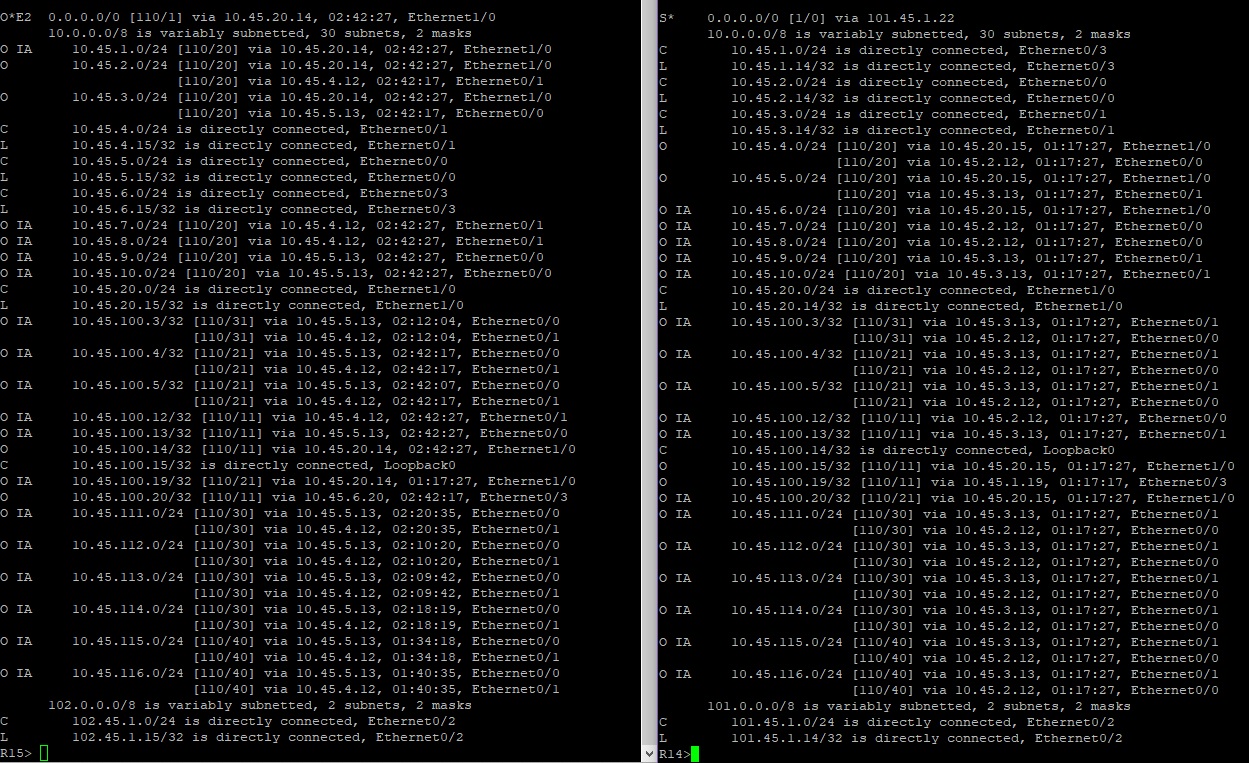 O*E2  0.0.0.0/0 [110/1] via 10.45.20.14, 02:42:27, Ethernet1/0
      10.0.0.0/8 is variably subnetted, 30 subnets, 2 masks
O IA     10.45.1.0/24 [110/20] via 10.45.20.14, 02:42:27, Ethernet1/0
O        10.45.2.0/24 [110/20] via 10.45.20.14, 02:42:27, Ethernet1/0
                      [110/20] via 10.45.4.12, 02:42:17, Ethernet0/1
O        10.45.3.0/24 [110/20] via 10.45.20.14, 02:42:27, Ethernet1/0
                      [110/20] via 10.45.5.13, 02:42:17, Ethernet0/0
C        10.45.4.0/24 is directly connected, Ethernet0/1
L        10.45.4.15/32 is directly connected, Ethernet0/1
C        10.45.5.0/24 is directly connected, Ethernet0/0
L        10.45.5.15/32 is directly connected, Ethernet0/0
C        10.45.6.0/24 is directly connected, Ethernet0/3
L        10.45.6.15/32 is directly connected, Ethernet0/3
O IA     10.45.7.0/24 [110/20] via 10.45.4.12, 02:42:27, Ethernet0/1
O IA     10.45.8.0/24 [110/20] via 10.45.4.12, 02:42:27, Ethernet0/1
O IA     10.45.9.0/24 [110/20] via 10.45.5.13, 02:42:27, Ethernet0/0
O IA     10.45.10.0/24 [110/20] via 10.45.5.13, 02:42:27, Ethernet0/0
C        10.45.20.0/24 is directly connected, Ethernet1/0
L        10.45.20.15/32 is directly connected, Ethernet1/0
O IA     10.45.100.3/32 [110/31] via 10.45.5.13, 02:12:04, Ethernet0/0
                        [110/31] via 10.45.4.12, 02:12:04, Ethernet0/1
O IA     10.45.100.4/32 [110/21] via 10.45.5.13, 02:42:17, Ethernet0/0
                        [110/21] via 10.45.4.12, 02:42:17, Ethernet0/1
O IA     10.45.100.5/32 [110/21] via 10.45.5.13, 02:42:07, Ethernet0/0
                        [110/21] via 10.45.4.12, 02:42:17, Ethernet0/1
O IA     10.45.100.12/32 [110/11] via 10.45.4.12, 02:42:27, Ethernet0/1
O IA     10.45.100.13/32 [110/11] via 10.45.5.13, 02:42:27, Ethernet0/0
O        10.45.100.14/32 [110/11] via 10.45.20.14, 02:42:27, Ethernet1/0
C        10.45.100.15/32 is directly connected, Loopback0
O IA     10.45.100.19/32 [110/21] via 10.45.20.14, 01:17:27, Ethernet1/0
O        10.45.100.20/32 [110/11] via 10.45.6.20, 02:42:17, Ethernet0/3
O IA     10.45.111.0/24 [110/30] via 10.45.5.13, 02:20:35, Ethernet0/0
                        [110/30] via 10.45.4.12, 02:20:35, Ethernet0/1
O IA     10.45.112.0/24 [110/30] via 10.45.5.13, 02:10:20, Ethernet0/0
                        [110/30] via 10.45.4.12, 02:10:20, Ethernet0/1
O IA     10.45.113.0/24 [110/30] via 10.45.5.13, 02:09:42, Ethernet0/0
                        [110/30] via 10.45.4.12, 02:09:42, Ethernet0/1
O IA     10.45.114.0/24 [110/30] via 10.45.5.13, 02:18:19, Ethernet0/0
                        [110/30] via 10.45.4.12, 02:18:19, Ethernet0/1
O IA     10.45.115.0/24 [110/40] via 10.45.5.13, 01:34:18, Ethernet0/0
                        [110/40] via 10.45.4.12, 01:34:18, Ethernet0/1
O IA     10.45.116.0/24 [110/40] via 10.45.5.13, 01:40:35, Ethernet0/0
                        [110/40] via 10.45.4.12, 01:40:35, Ethernet0/1
      102.0.0.0/8 is variably subnetted, 2 subnets, 2 masks
C        102.45.1.0/24 is directly connected, Ethernet0/2
L        102.45.1.15/32 is directly connected, Ethernet0/2
R15>
S*    0.0.0.0/0 [1/0] via 101.45.1.22
      10.0.0.0/8 is variably subnetted, 30 subnets, 2 masks
C        10.45.1.0/24 is directly connected, Ethernet0/3
L        10.45.1.14/32 is directly connected, Ethernet0/3
C        10.45.2.0/24 is directly connected, Ethernet0/0
L        10.45.2.14/32 is directly connected, Ethernet0/0
C        10.45.3.0/24 is directly connected, Ethernet0/1
L        10.45.3.14/32 is directly connected, Ethernet0/1
O        10.45.4.0/24 [110/20] via 10.45.20.15, 01:17:27, Ethernet1/0
                      [110/20] via 10.45.2.12, 01:17:27, Ethernet0/0
O        10.45.5.0/24 [110/20] via 10.45.20.15, 01:17:27, Ethernet1/0
                      [110/20] via 10.45.3.13, 01:17:27, Ethernet0/1
O IA     10.45.6.0/24 [110/20] via 10.45.20.15, 01:17:27, Ethernet1/0
O IA     10.45.7.0/24 [110/20] via 10.45.2.12, 01:17:27, Ethernet0/0
O IA     10.45.8.0/24 [110/20] via 10.45.2.12, 01:17:27, Ethernet0/0
O IA     10.45.9.0/24 [110/20] via 10.45.3.13, 01:17:27, Ethernet0/1
O IA     10.45.10.0/24 [110/20] via 10.45.3.13, 01:17:27, Ethernet0/1
C        10.45.20.0/24 is directly connected, Ethernet1/0
L        10.45.20.14/32 is directly connected, Ethernet1/0
O IA     10.45.100.3/32 [110/31] via 10.45.3.13, 01:17:27, Ethernet0/1
                        [110/31] via 10.45.2.12, 01:17:27, Ethernet0/0
O IA     10.45.100.4/32 [110/21] via 10.45.3.13, 01:17:27, Ethernet0/1
                        [110/21] via 10.45.2.12, 01:17:27, Ethernet0/0
O IA     10.45.100.5/32 [110/21] via 10.45.3.13, 01:17:27, Ethernet0/1
                        [110/21] via 10.45.2.12, 01:17:27, Ethernet0/0
O IA     10.45.100.12/32 [110/11] via 10.45.2.12, 01:17:27, Ethernet0/0
O IA     10.45.100.13/32 [110/11] via 10.45.3.13, 01:17:27, Ethernet0/1
C        10.45.100.14/32 is directly connected, Loopback0
O        10.45.100.15/32 [110/11] via 10.45.20.15, 01:17:27, Ethernet1/0
O        10.45.100.19/32 [110/11] via 10.45.1.19, 01:17:17, Ethernet0/3
O IA     10.45.100.20/32 [110/21] via 10.45.20.15, 01:17:27, Ethernet1/0
O IA     10.45.111.0/24 [110/30] via 10.45.3.13, 01:17:27, Ethernet0/1
                        [110/30] via 10.45.2.12, 01:17:27, Ethernet0/0
O IA     10.45.112.0/24 [110/30] via 10.45.3.13, 01:17:27, Ethernet0/1
                        [110/30] via 10.45.2.12, 01:17:27, Ethernet0/0
O IA     10.45.113.0/24 [110/30] via 10.45.3.13, 01:17:27, Ethernet0/1
                        [110/30] via 10.45.2.12, 01:17:27, Ethernet0/0
O IA     10.45.114.0/24 [110/30] via 10.45.3.13, 01:17:27, Ethernet0/1
                        [110/30] via 10.45.2.12, 01:17:27, Ethernet0/0
O IA     10.45.115.0/24 [110/40] via 10.45.3.13, 01:17:27, Ethernet0/1
                        [110/40] via 10.45.2.12, 01:17:27, Ethernet0/0
O IA     10.45.116.0/24 [110/40] via 10.45.3.13, 01:17:27, Ethernet0/1
                        [110/40] via 10.45.2.12, 01:17:27, Ethernet0/0
      101.0.0.0/8 is variably subnetted, 2 subnets, 2 masks
C        101.45.1.0/24 is directly connected, Ethernet0/2
L        101.45.1.14/32 is directly connected, Ethernet0/2
R14>